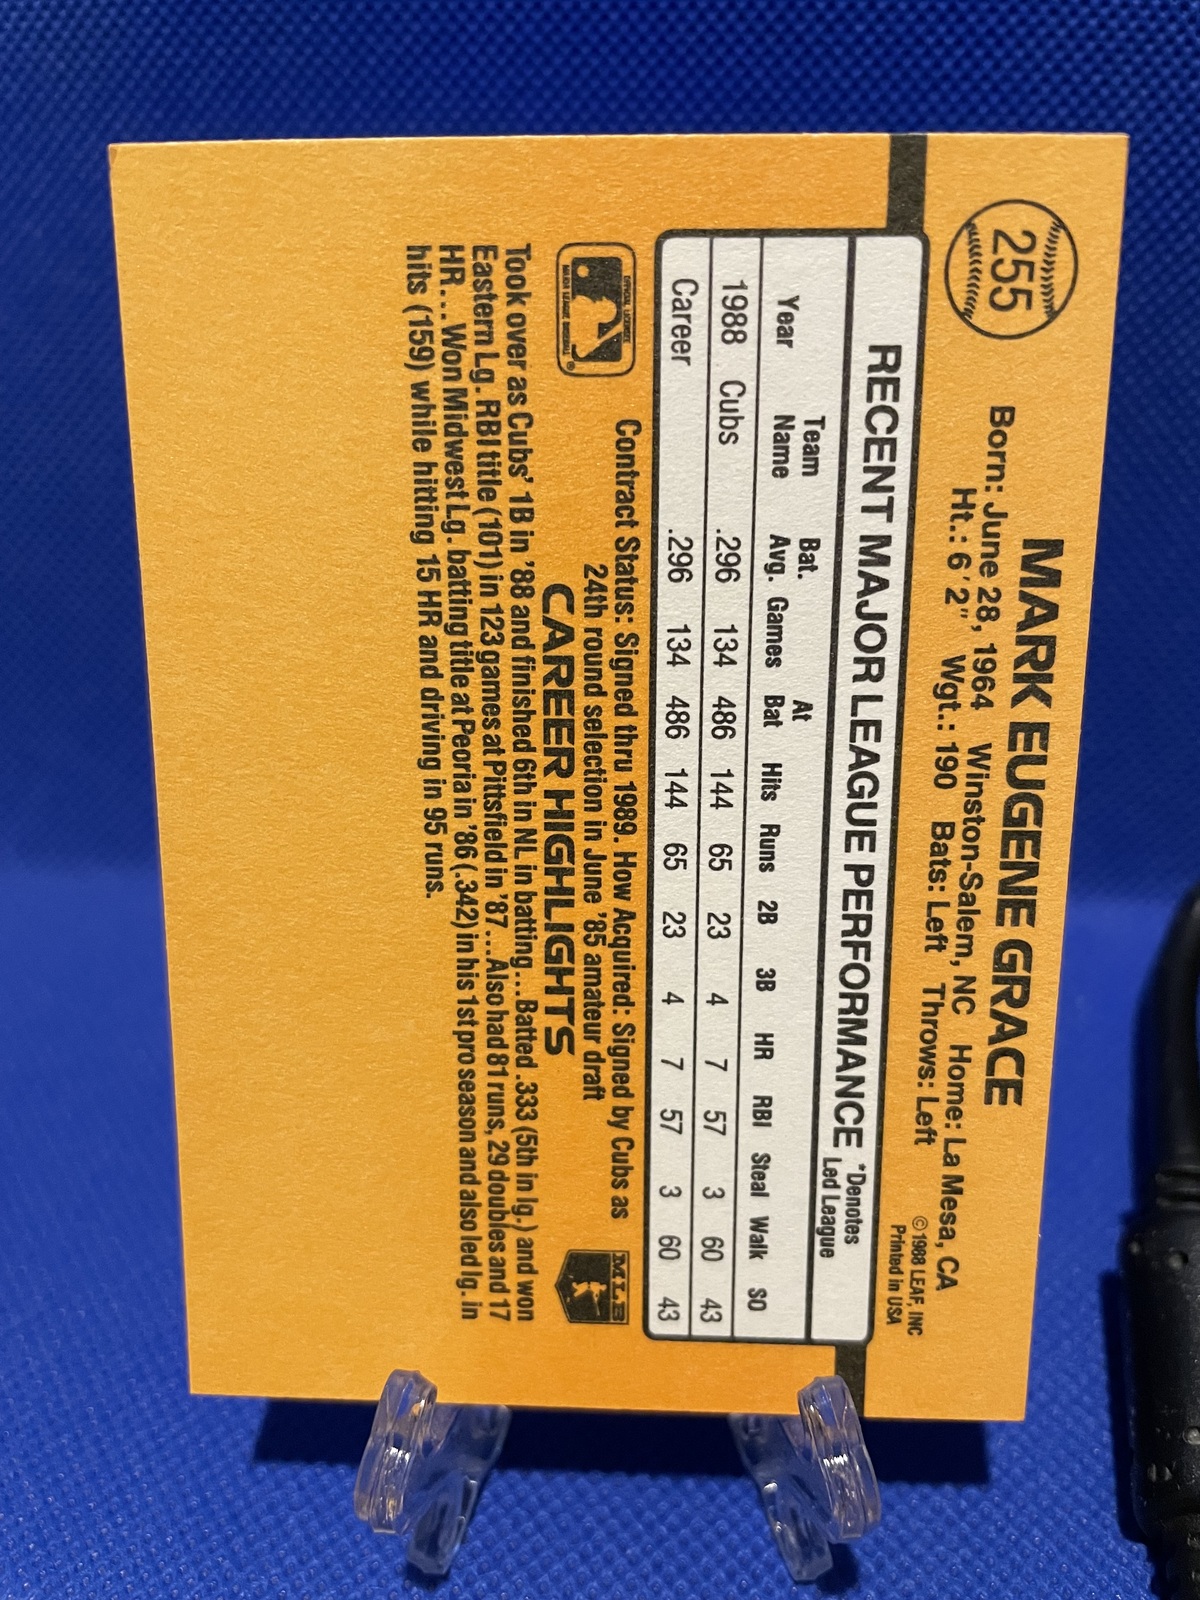 255
MARK EUGENE GRACE
Born: June 28, 1964 Winston-Salem, NC Home: La Mesa, CA
Ht.: 6'2" Wgt.: 190 Bats: Left Throws: Left
©1988 LEAF, INC
Printed in USA
RECENT MAJOR LEAGUE PERFORMANCE *Denotes Led League
Year Team Name Bat. Avg. Games At Bat Hits Runs 2B 3B HR RBI Steal Walk SO
1988 Cubs .296 134 486 144 65 23 4 7 57 3 60 43
Career .296 134 486 144 65 23 4 7 57 3 60 43
Contract Status: Signed thru 1989. How Acquired: Signed by Cubs as
24th round selection in June '85 amateur draft
MLB
CAREER HIGHLIGHTS
Took over as Cubs' 1B in '88 and finished 6th in NL in batting...Batted .333 (5th in lg.) and won
Eastern Lg. RBI title (101) in 123 games at Pittsfield in '87...Also had 81 runs, 29 doubles and 17
HR...Won Midwest Lg. batting title at Peoria in '86 (.342) in his 1st pro season and also led lg. in
hits (159) while hitting 15 HR and driving in 95 runs.